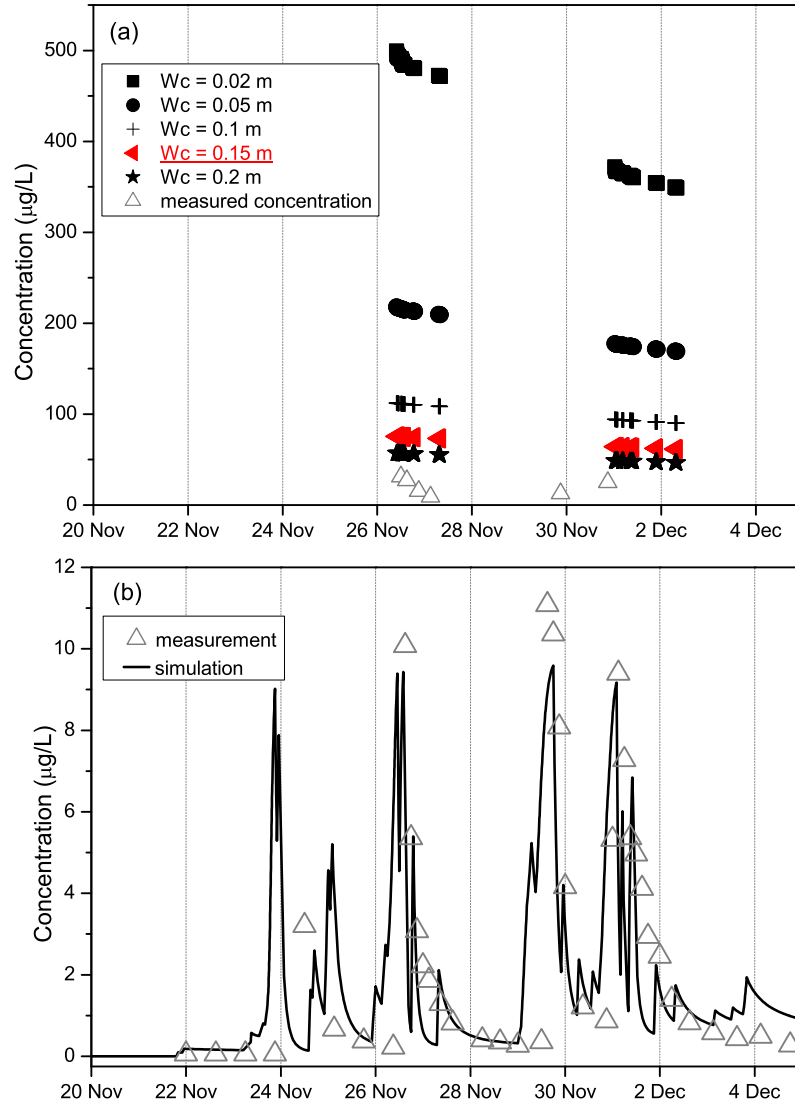 (a)
500
400
300
200
100
0
Concentration (μg/L)
Wc = 0.02 m
Wc = 0.05 m
Wc = 0.1 m
Wc = 0.15 m
Wc = 0.2 m
measured concentration
20 Nov 22 Nov 24 Nov 26 Nov 28 Nov 30 Nov 2 Dec 4 Dec
(b)
12
10
8
6
4
2
0
Concentration (μg/L)
measurement
simulation
20 Nov 22 Nov 24 Nov 26 Nov 28 Nov 30 Nov 2 Dec 4 Dec